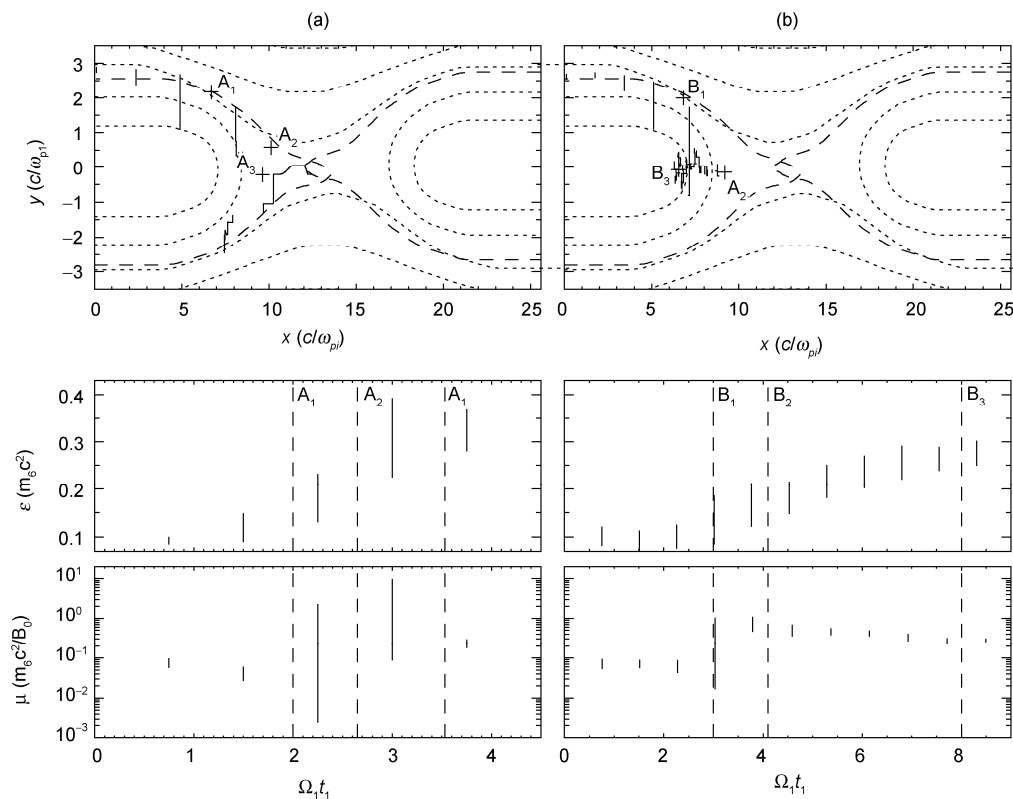 (a)
(b)
y (c/ω_p1)
3
2
1
0
−1
−2
−3
A₁
A₂
A₃
B₁
B₃
A₂
0 5 10 15 20 25
0 5 10 15 20 25
x (c/ω_pi)
x (c/ω_pi)
ε (m₆c²)
0.4
0.3
0.2
0.1
A₁ A₂ A₁
B₁ B₂ B₃
μ (m₆c²/B₀)
10¹
10⁰
10⁻¹
10⁻²
10⁻³
0 1 2 3 4
0 2 4 6 8
Ω₁t₁
Ω₁t₁